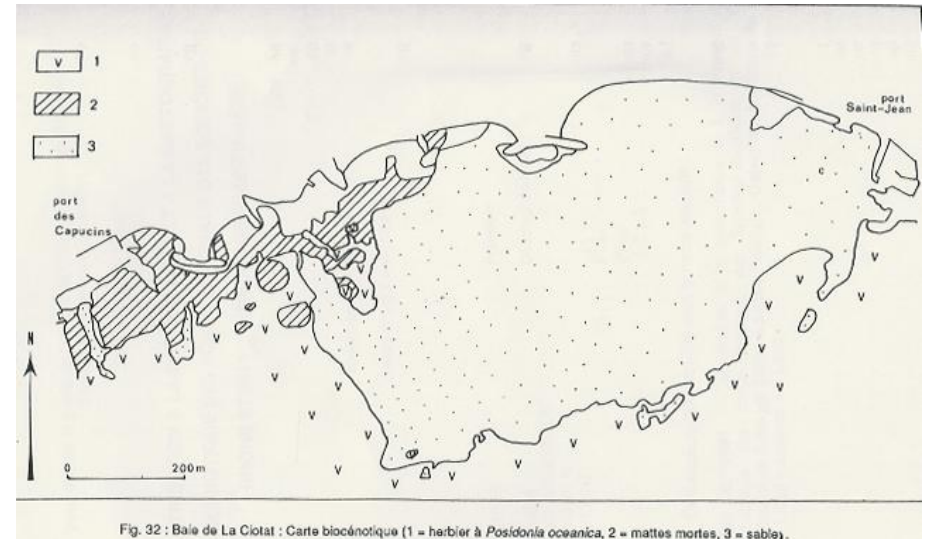 v 1
2
3
port
Saint-Jean
port
des
Capucins
c
N
0 200m
Fig. 32 : Baie de La Ciotat : Carte biocénotique (1 = herbier à Posidonia oceanica, 2 = mattes mortes, 3 = sable).